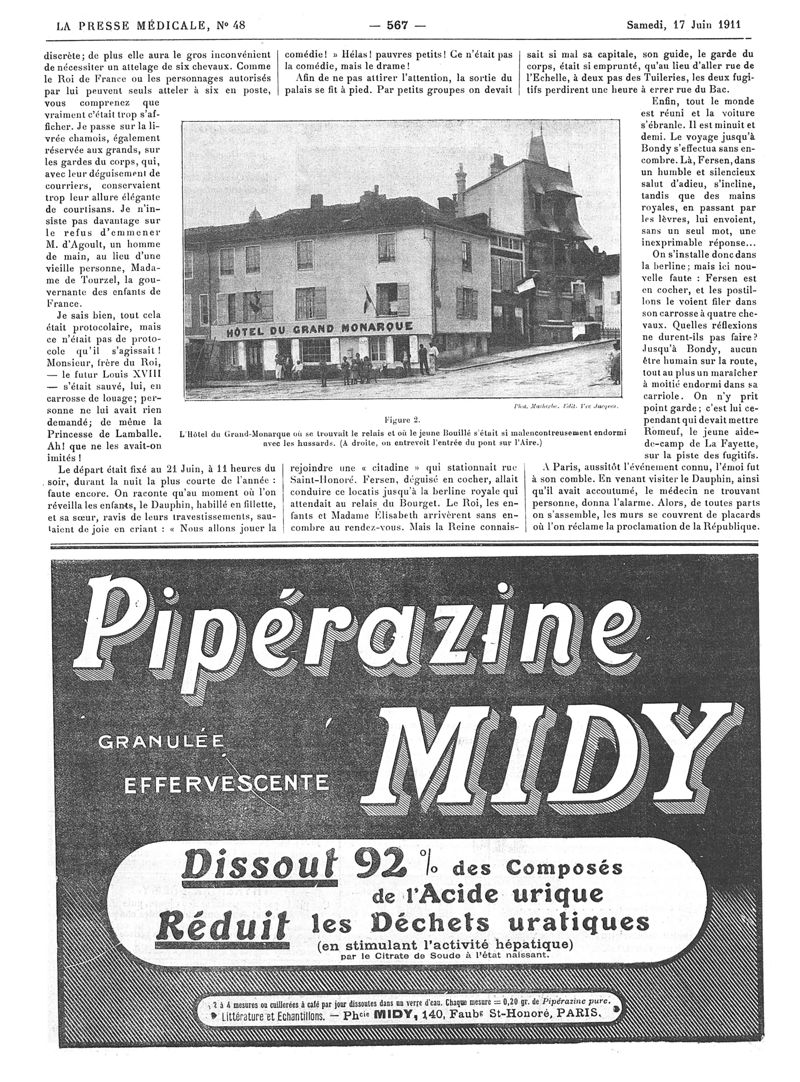 LA PRESSE MÉDICALE, N° 48 — 567 — Samedi, 17 Juin 1911
discrète; de plus elle aura le gros inconvénient
de nécessiter un attelage de six chevaux. Comme
le Roi de France ou les personnages autorisés
par lui peuvent seuls atteler à six en poste,
vous comprenez que
vraiment c'était trop s'af-
ficher. Je passe sur la li-
vrée chamois, également
réservée aux grands, sur
les gardes du corps, qui,
avec leur déguisement de
courriers, conservaient
trop leur allure élégante
de courtisans. Je n'in-
siste pas davantage sur
le refus d'emmener
M. d'Agoult, un homme
de main, au lieu d'une
vieille personne, Mada-
me de Tourzel, la gou-
vernante des enfants de
France.
Je sais bien, tout cela
était protocolaire, mais
ce n'était pas de proto-
cole qu'il s'agissait!
Monsieur, frère du Roi,
— le futur Louis XVIII
— s'était sauvé, lui, en
carrosse de louage; per-
sonne ne lui avait rien
demandé; de même la
Princesse de Lamballe.
Ah! que ne les avait-on
imités!
Le départ était fixé au 21 Juin, à 11 heures du
soir, durant la nuit la plus courte de l'année :
faute encore. On raconte qu'au moment où l'on
réveilla les enfants, le Dauphin, habillé en fillette,
et sa sœur, ravis de leurs travestissements, sau-
taient de joie en criant : « Nous allons jouer la
comédie! » Hélas! pauvres petits! Ce n'était pas
la comédie, mais le drame!
Afin de ne pas attirer l'attention, la sortie du
palais se fit à pied. Par petits groupes on devait
HÔTEL DU GRAND MONARQUE
Phot. Malherbe. Edit. Vve Jacques.
Figure 2.
L'Hôtel du Grand-Monarque où se trouvait le relais et où le jeune Bouillé s'était si malencontreusement endormi
avec les hussards. (A droite, on entrevoit l'entrée du pont sur l'Aire.)
rejoindre une « citadine » qui stationnait rue
Saint-Honoré. Fersen, déguisé en cocher, allait
conduire ce locatis jusqu'à la berline royale qui
attendait au relais du Bourget. Le Roi, les en-
fants et Madame Élisabeth arrivèrent sans en-
combre au rendez-vous. Mais la Reine connais-
sait si mal sa capitale, son guide, le garde du
corps, était si emprunté, qu'au lieu d'aller rue de
l'Echelle, à deux pas des Tuileries, les deux fugi-
tifs perdirent une heure à errer rue du Bac.
Enfin, tout le monde
est réuni et la voiture
s'ébranle. Il est minuit et
demi. Le voyage jusqu'à
Bondy s'effectua sans en-
combre. Là, Fersen, dans
un humble et silencieux
salut d'adieu, s'incline,
tandis que des mains
royales, en passant par
les lèvres, lui envoient,
sans un seul mot, une
inexprimable réponse...
On s'installe donc dans
la berline; mais ici nou-
velle faute : Fersen est
en cocher, et les postil-
lons le voient filer dans
son carrosse à quatre che-
vaux. Quelles réflexions
ne durent-ils pas faire?
Jusqu'à Bondy, aucun
être humain sur la route,
tout au plus un maraîcher
à moitié endormi dans sa
carriole. On n'y prit
point garde; c'est lui ce-
pendant qui devait mettre
Romeuf, le jeune aide-
de-camp de La Fayette,
sur la piste des fugitifs.
A Paris, aussitôt l'événement connu, l'émoi fut
à son comble. En venant visiter le Dauphin, ainsi
qu'il avait accoutumé, le médecin ne trouvant
personne, donna l'alarme. Alors, de toutes parts
on s'assemble, les murs se couvrent de placards
où l'on réclame la proclamation de la République.
Pipérazine
MIDY
GRANULÉE
EFFERVESCENTE
Dissout 92 % des Composés
de l'Acide urique
Réduit les Déchets uratiques
(en stimulant l'activité hépatique)
par le Citrate de Soude à l'état naissant.
2 à 4 mesures ou cuillerées à café par jour dissoutes dans un verre d'eau. Chaque mesure = 0,20 gr. de Pipérazine pure.
Littérature et Echantillons. — Phcie MIDY, 140, Faubg St-Honoré, PARIS.